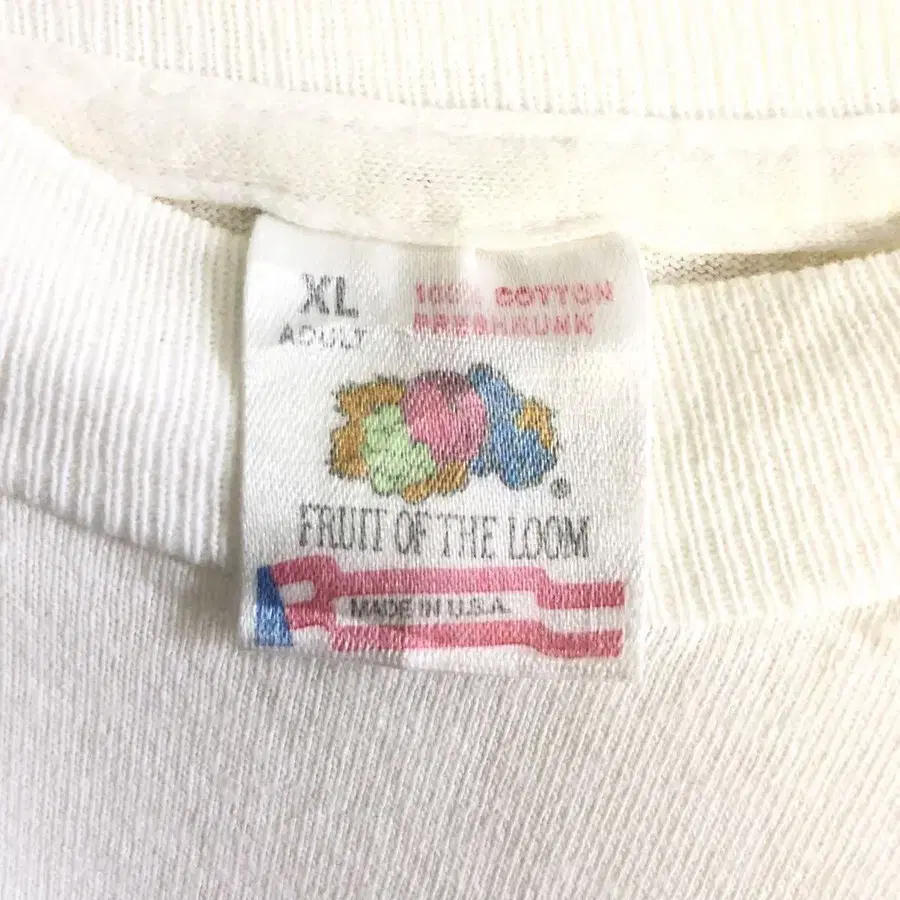 XL
ADULT
100% COTTON
PRESHRUNK
®
FRUIT OF THE LOOM
MADE IN U.S.A.